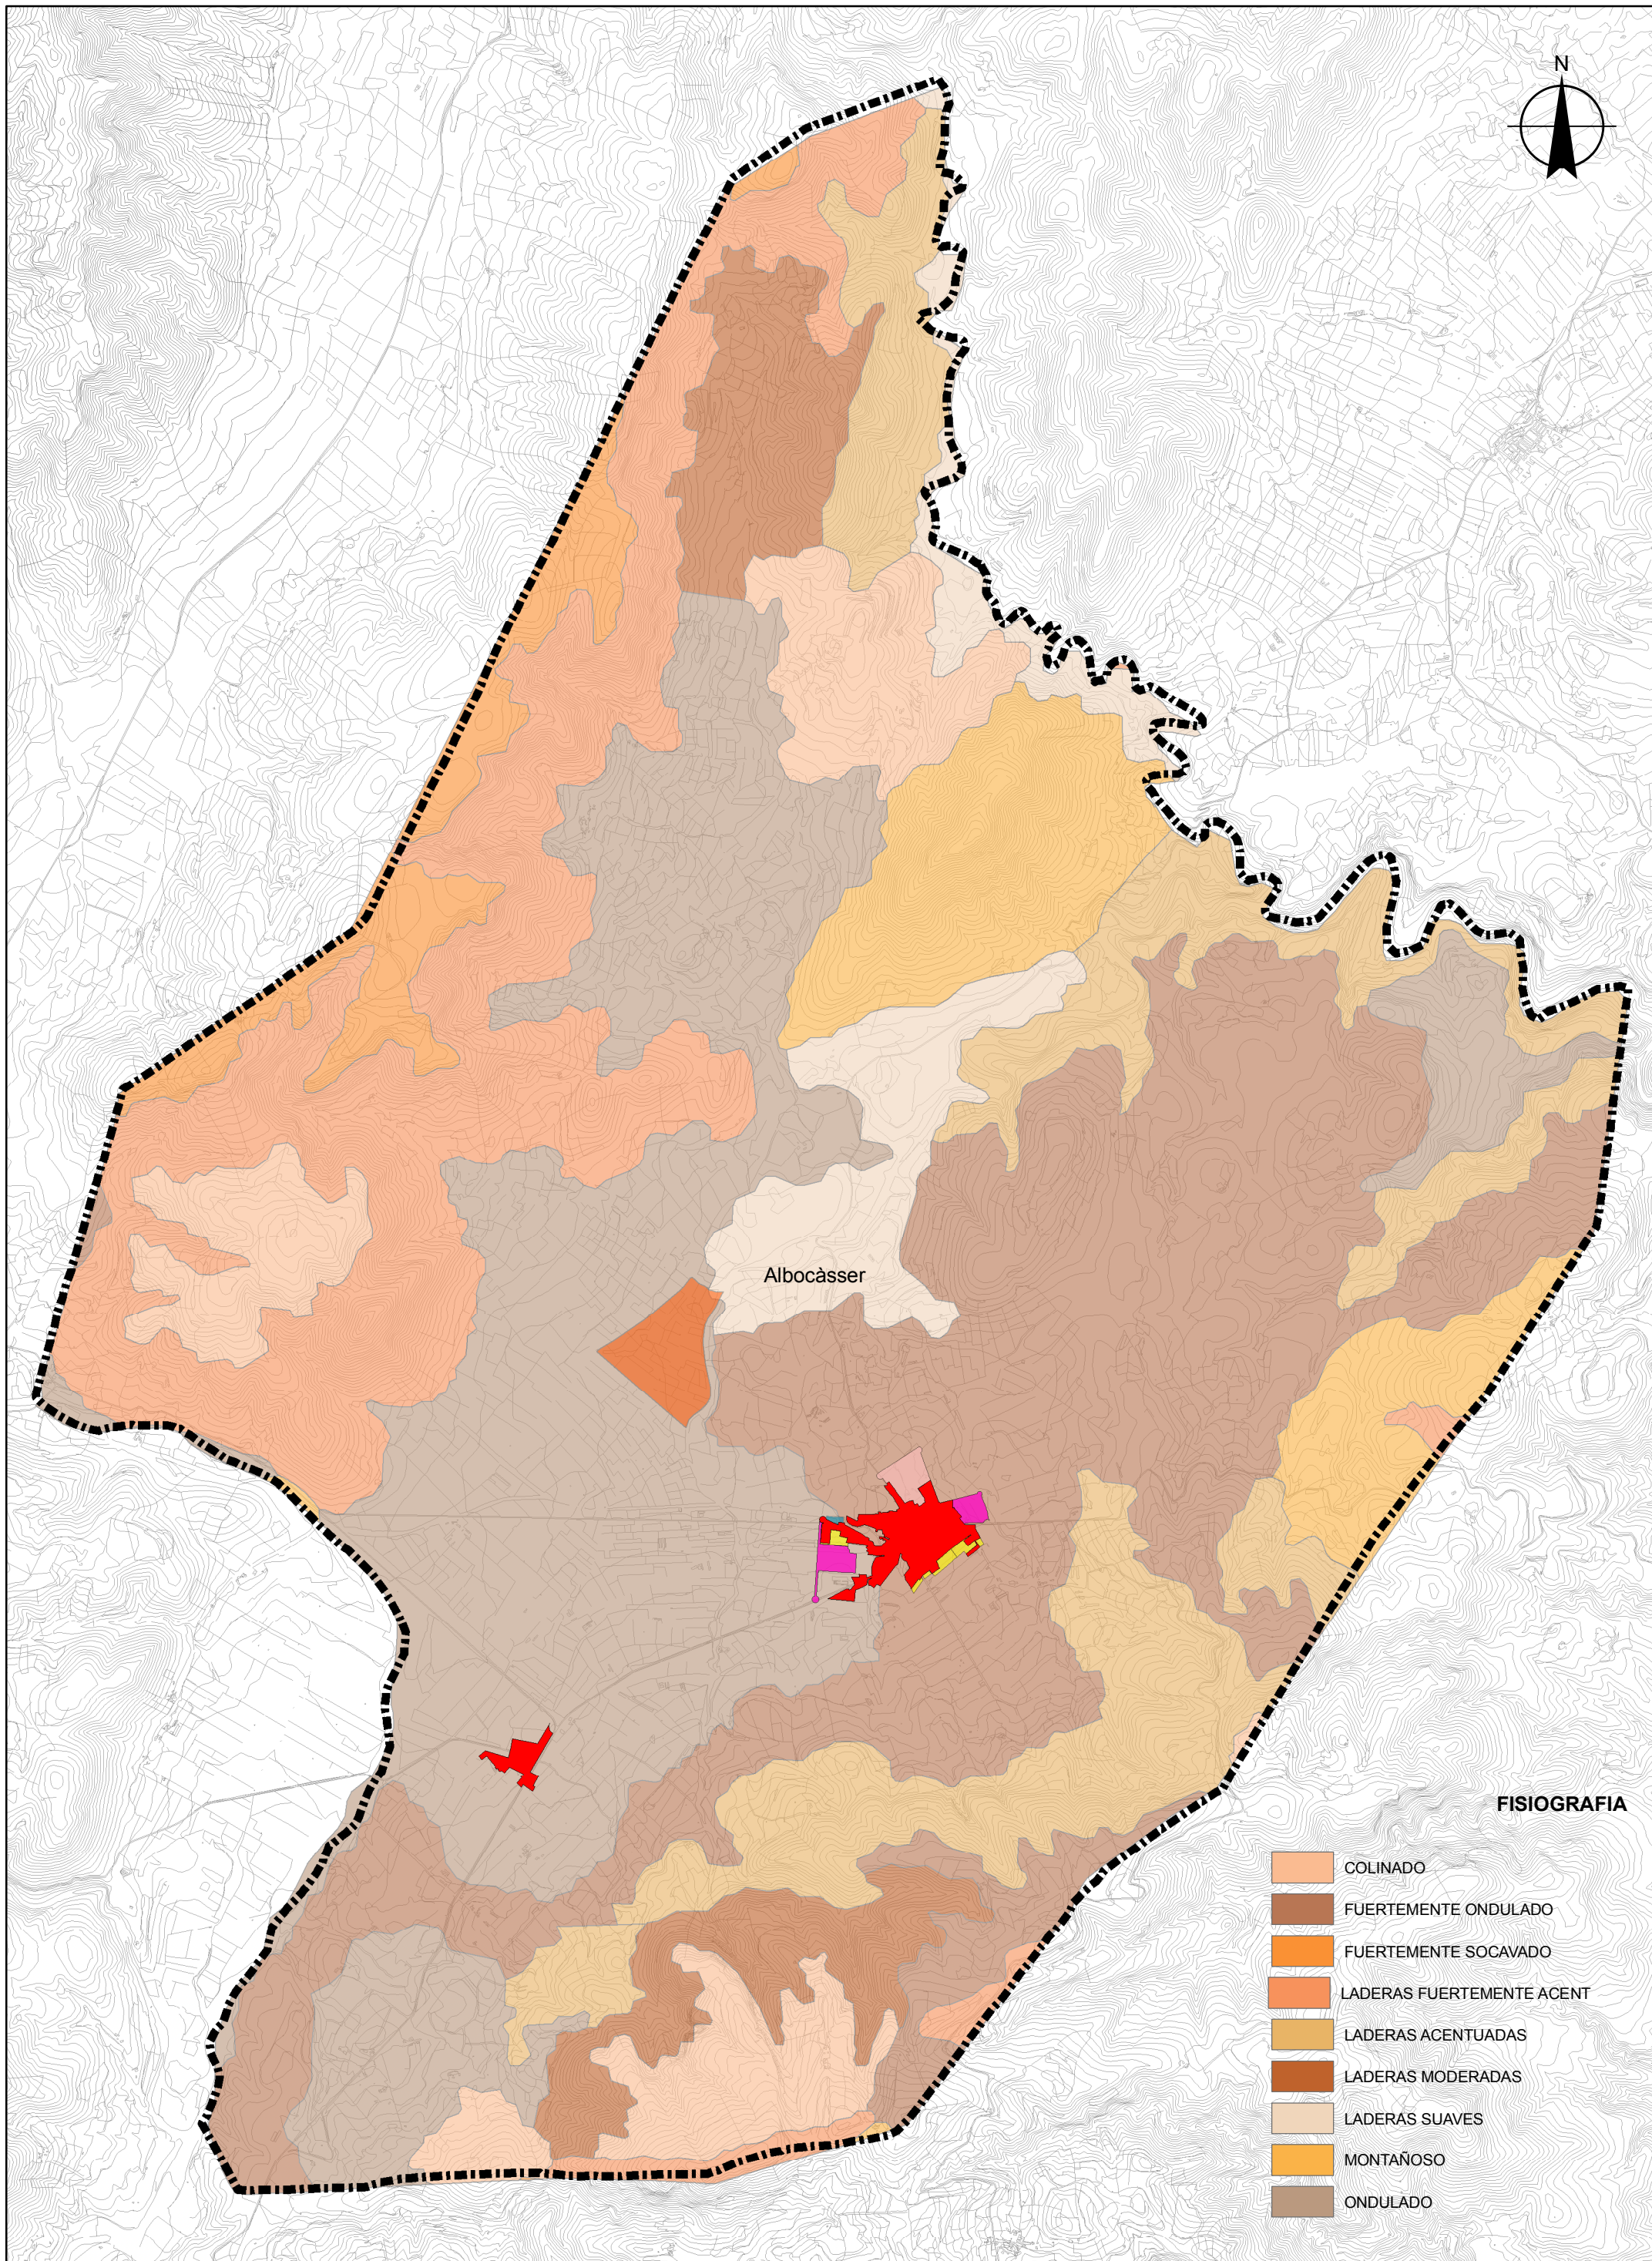 N
Albocàsser
FISIOGRAFIA
COLINADO
FUERTEMENTE ONDULADO
FUERTEMENTE SOCAVADO
LADERAS FUERTEMENTE ACENT
LADERAS ACENTUADAS
LADERAS MODERADAS
LADERAS SUAVES
MONTAÑOSO
ONDULADO